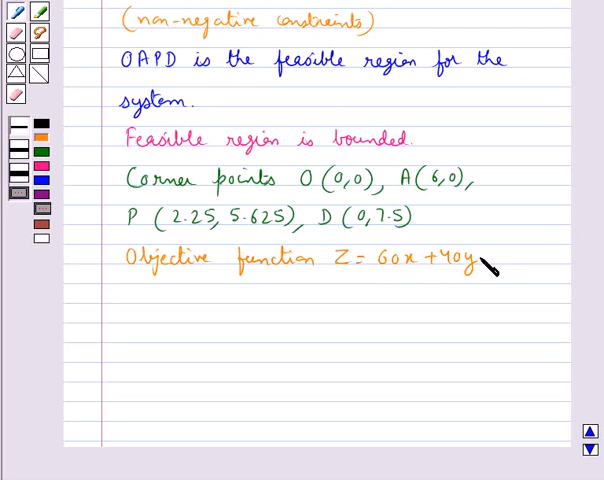 (non-negative constraints)
OAPD is the feasible region for the
system.
Feasible region is bounded.
Corner points O (0,0), A(6,0),
P (2.25, 5.625), D (0,7.5)
Objective function Z = 60x + 40y